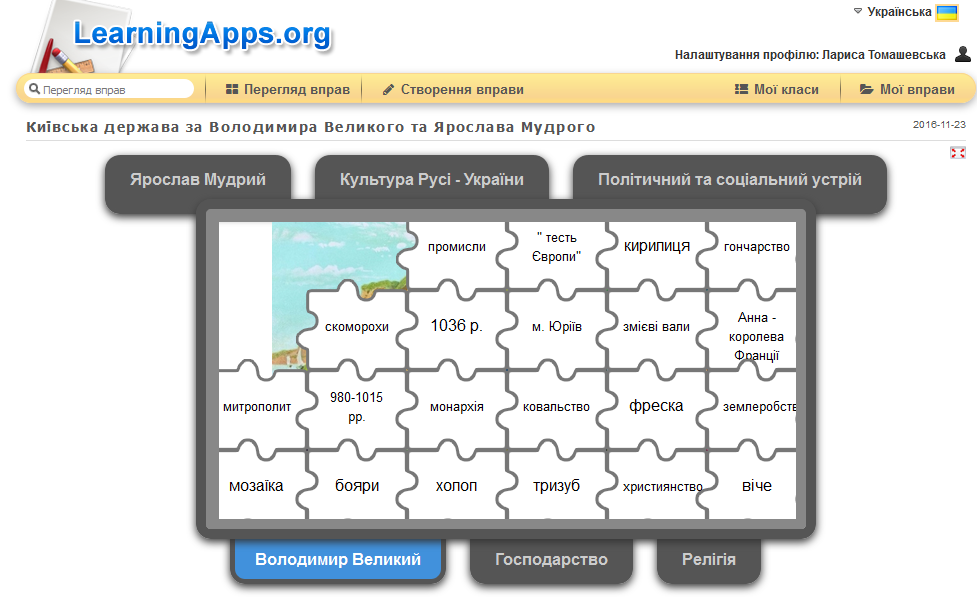 LearningApps.org
Українська
Налаштування профілю: Лариса Томашевська
Перегляд вправ
Перегляд вправ
Створення вправи
Мої класи
Мої вправи
Київська держава за Володимира Великого та Ярослава Мудрого
2016-11-23
Ярослав Мудрий
Культура Русі - України
Політичний та соціальний устрій
промисли
" тесть
Європи"
кирилиця
гончарство
скоморохи
1036 р.
м. Юріїв
змієві вали
Анна -
королева
Франції
митрополит
980-1015
рр.
монархія
ковальство
фреска
землеробств
мозаїка
бояри
холоп
тризуб
християнство
віче
Володимир Великий
Господарство
Релігія